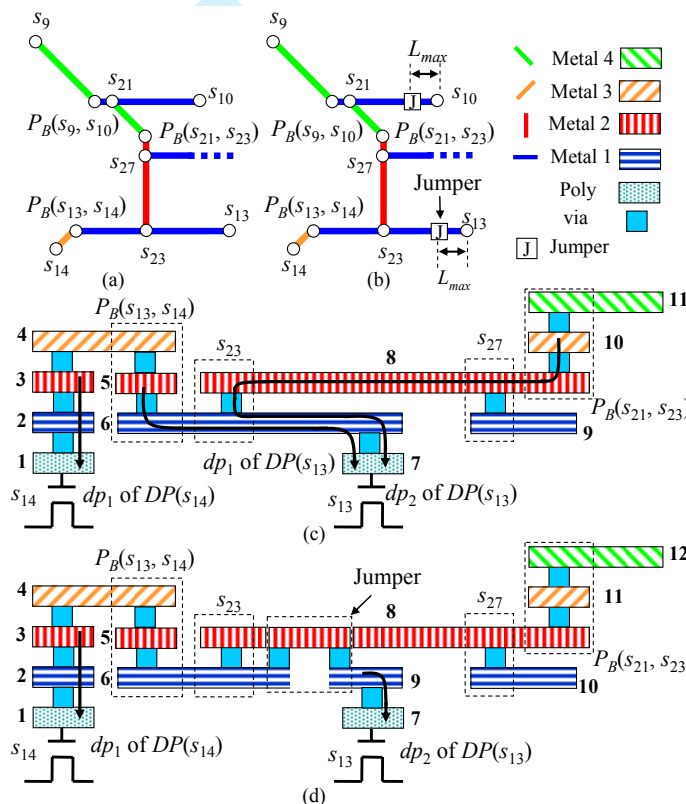 s9
s9
Metal 4
Lmax
s21
s10
s21
s10
Metal 3
PB(s9, s10)
PB(s21, s23)
PB(s9, s10)
PB(s21, s23)
Metal 2
s27
s27
Metal 1
Jumper
PB(s13, s14)
s13
PB(s13, s14)
J
J
s13
Poly
via
J Jumper
s14
(a)
s23
s14
(b)
s23
Lmax
PB(s13, s14)
11
4
s23
s27
10
3
5
8
2
6
9
PB(s21, s23)
1
7
s14
dp1 of DP(s14)
dp1 of DP(s13)
s13
dp2 of DP(s13)
(c)
PB(s13, s14)
Jumper
12
4
s23
8
s27
11
3
5
2
6
9
10
PB(s21, s23
1
7
s14
dp1 of DP(s14)
s13
dp2 of DP(s13)
(d)